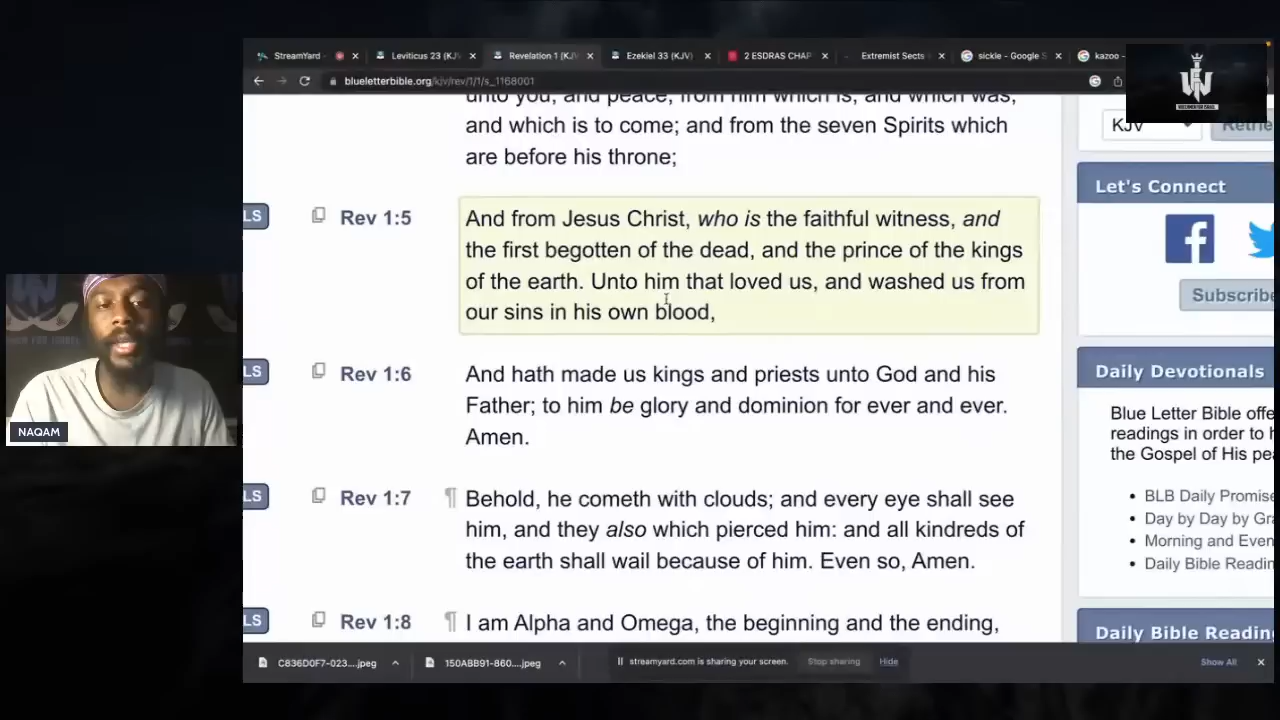 StreamYard
Leviticus 23 (KJV
Revelation 1 (KJV
Ezekiel 33 (KJV)
2 ESDRAS CHAP
Extremist Sects
sickle - Google S
kazoo -
blueletterbible.org/kjv/rev/1/1/s_1168001
unto you, and peace, from him which is, and which was,
and which is to come; and from the seven Spirits which
are before his throne;
LS
Rev 1:5
And from Jesus Christ, who is the faithful witness, and
the first begotten of the dead, and the prince of the kings
of the earth. Unto him that loved us, and washed us from
our sins in his own blood,
LS
Rev 1:6
And hath made us kings and priests unto God and his
Father; to him be glory and dominion for ever and ever.
Amen.
LS
Rev 1:7
¶ Behold, he cometh with clouds; and every eye shall see
him, and they also which pierced him: and all kindreds of
the earth shall wail because of him. Even so, Amen.
LS
Rev 1:8
¶ I am Alpha and Omega, the beginning and the ending,
KJV
Retrie
Let's Connect
Subscribe
Daily Devotionals
Blue Letter Bible offe
readings in order to h
the Gospel of His pea
• BLB Daily Promise
• Day by Day by Gra
• Morning and Even
• Daily Bible Readin
Daily Bible Reading
NAQAM
C836D0F7-023....jpeg
150ABB91-860....jpeg
streamyard.com is sharing your screen.
Stop sharing
Hide
Show All